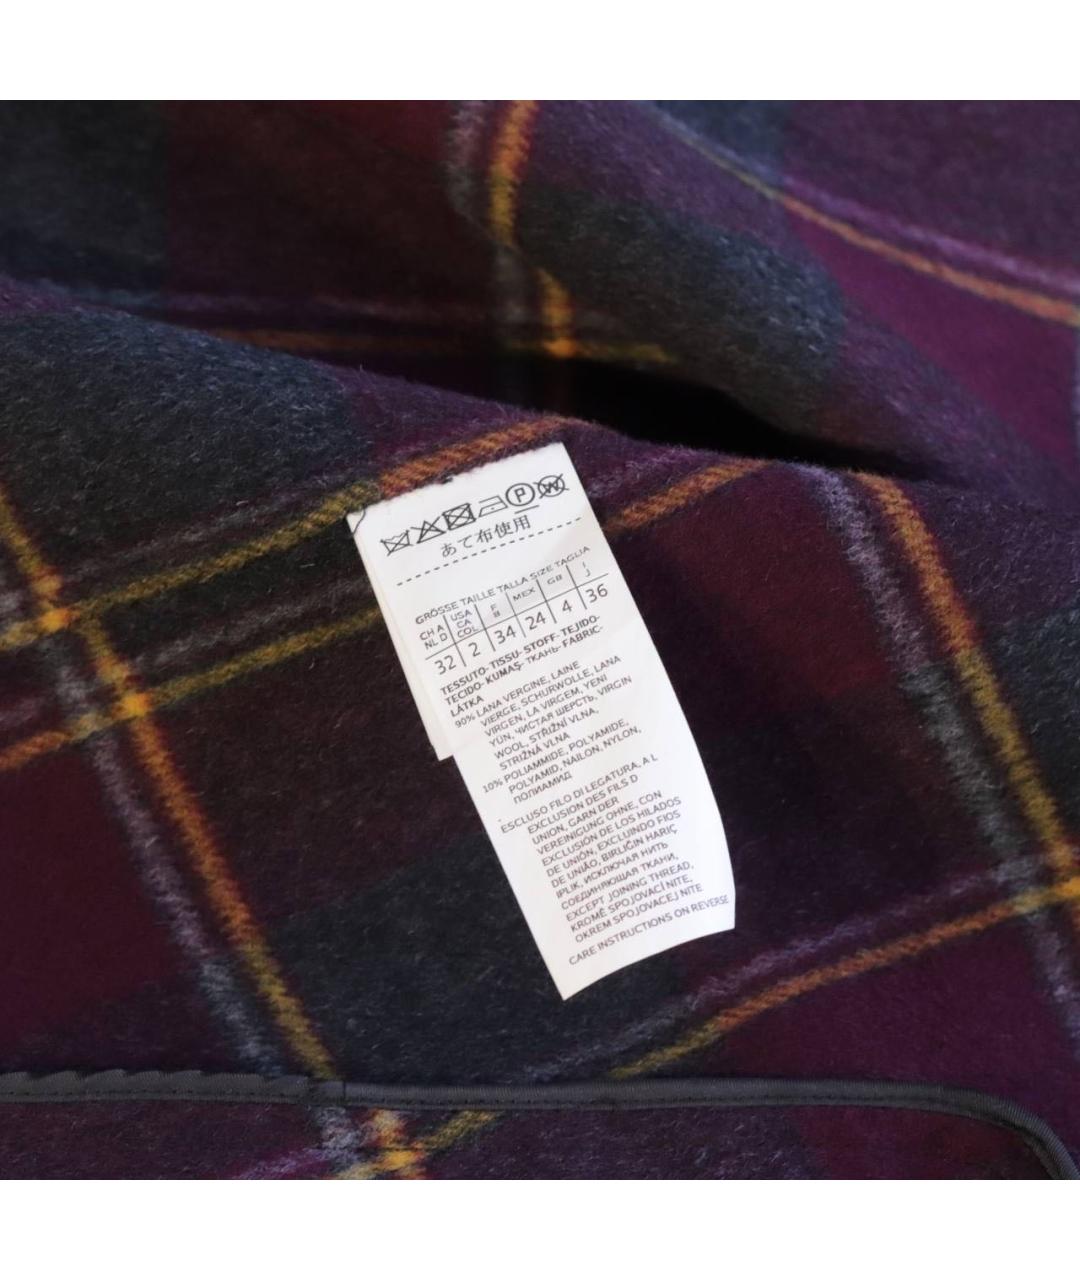 P W
あて布使用
GRÖSSE TAILLE TALLA SIZE TAGLIA
CH A NL D USA CA COL F B MEX GB I J
32 2 34 24 4 36
TESSUTO-TISSU-STOFF-TEJIDO-
TECIDO-KUMAŞ-ТКАНЬ-FABRIC-
LÁTKA
90% LANA VERGINE, LAINE
VIERGE, SCHURWOLLE, LANA
VIRGEN, LA VIRGEM, YENI
YÜN, ЧИСТАЯ ШЕРСТЬ, VIRGIN
WOOL, STŘIŽNÍ VLNA,
STRIŽNÁ VLNA
10% POLIAMMIDE, POLYAMIDE,
POLYAMID, NAILON, NYLON,
ПОЛИАМИД
ESCLUSO FILO DI LEGATURA, A L
EXCLUSION DES FILS D
UNION, GARN DER
VEREINIGUNG OHNE, CON
EXCLUSIÓN DE LOS HILADOS
DE UNIÓN, EXCLUINDO FIOS
DE UNIÃO, BIRLIĞIN HARIÇ
IPLIK, ИСКЛЮЧАЯ НИТЬ
СОЕДИНЯЮЩАЯ ТКАНИ,
EXCEPT JOINING THREAD,
KROMĚ SPOJOVACÍ NITE,
OKREM SPOJOVACEJ NITE
CARE INSTRUCTIONS ON REVERSE